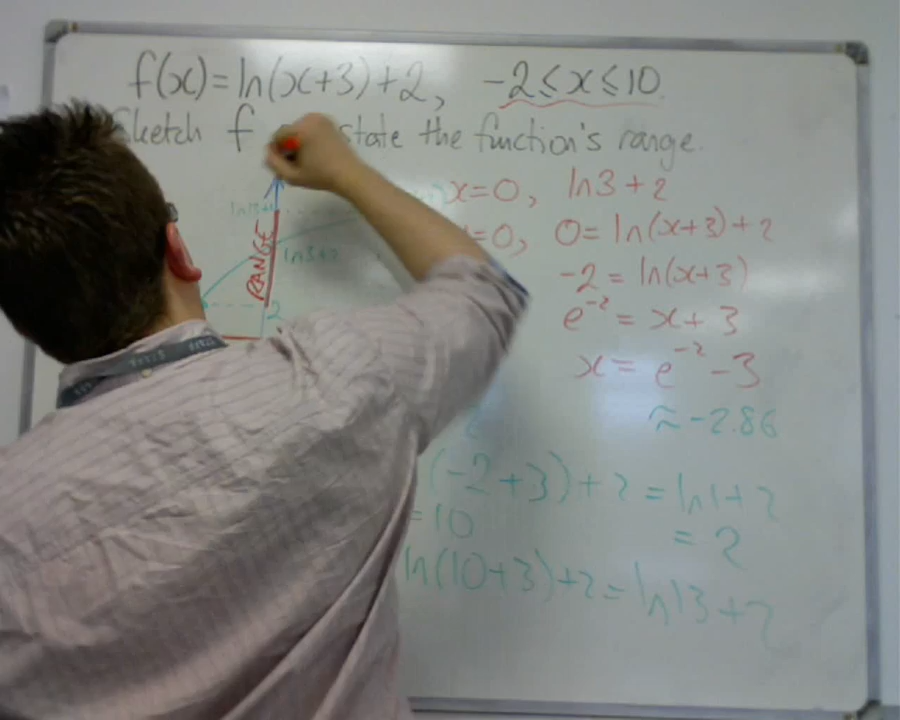 f(x)=ln(x+3)+2, -2≤x≤10
Sketch f state the function's range.
x=0, ln3+2
=0, 0=ln(x+3)+2
-2=ln(x+3)
e⁻²=x+3
x=e⁻²-3
≈-2.86
(-2+3)+2=ln1+2
=10
=2
ln(10+3)+2=ln13+2
RANGE
ln3+2
2